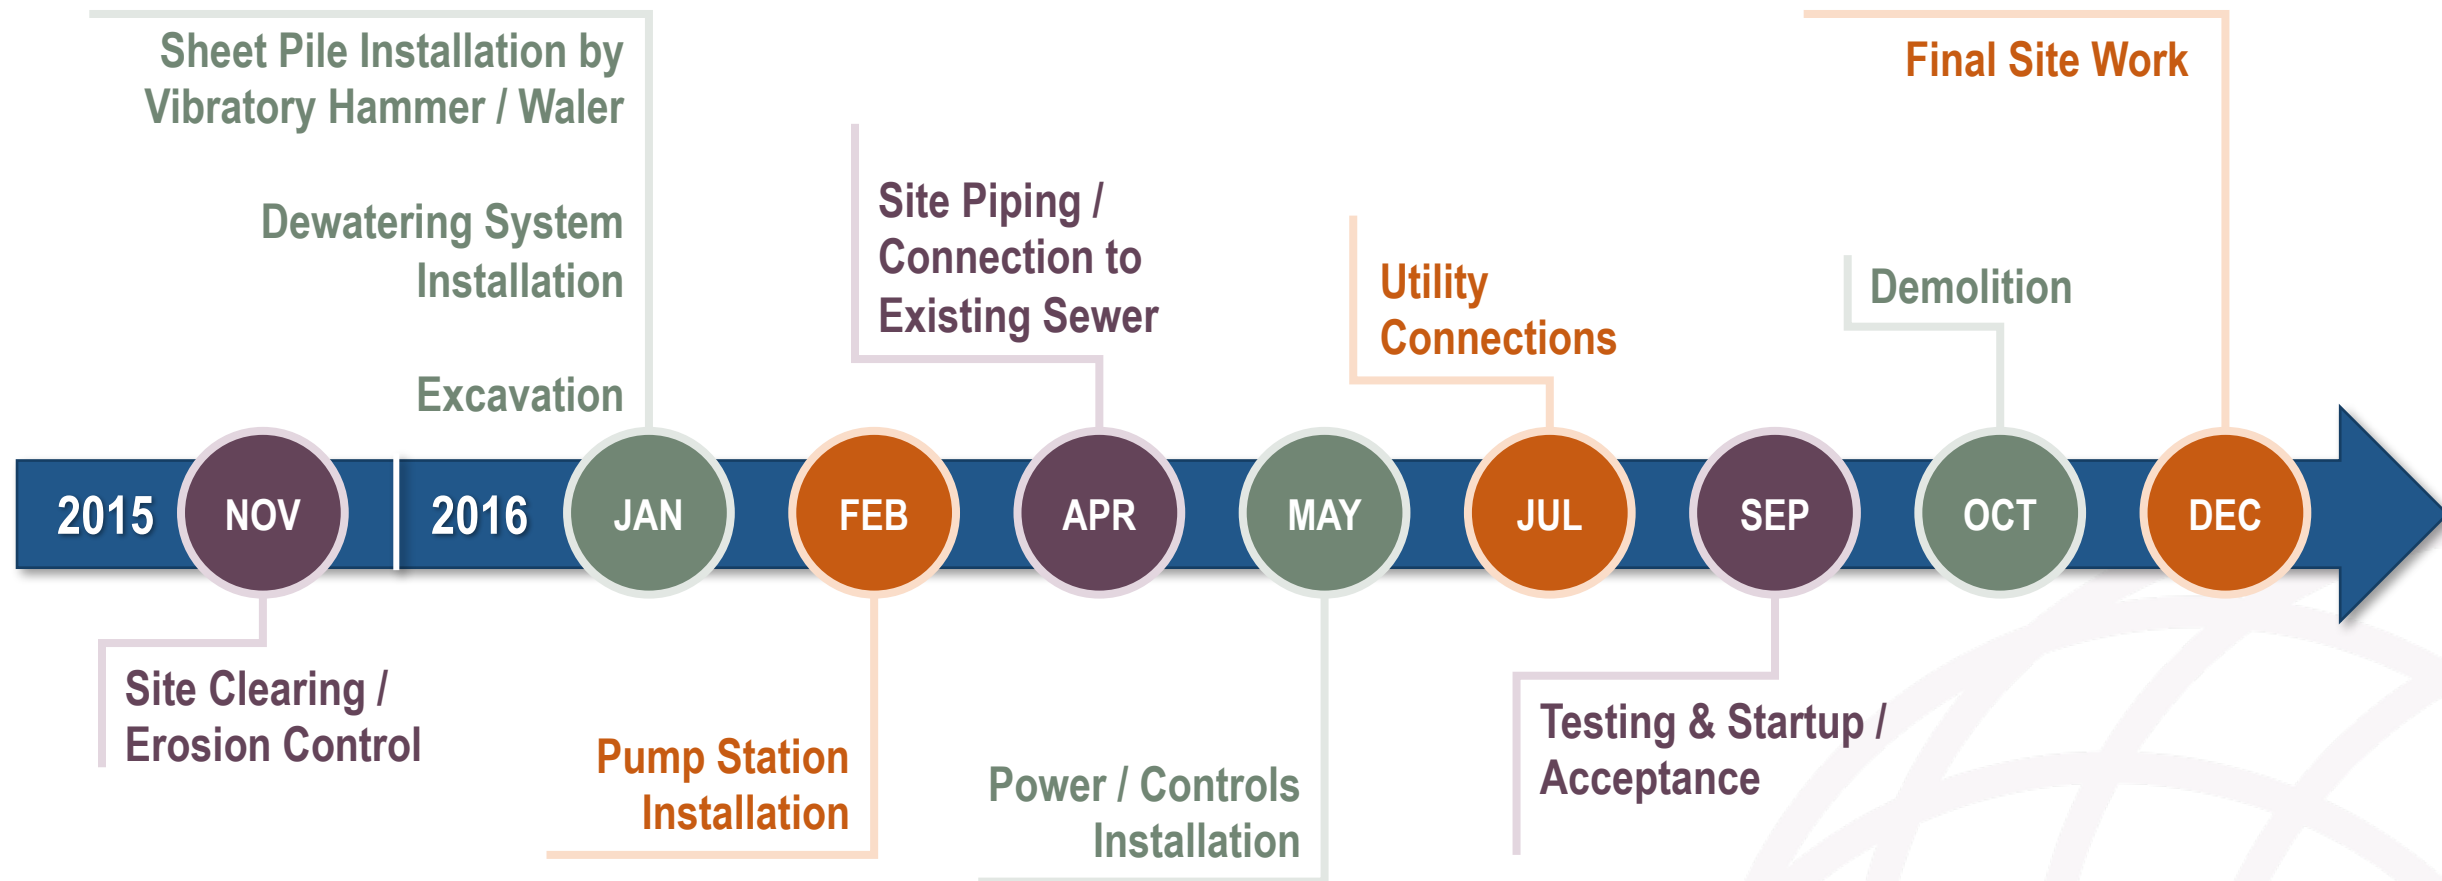 Sheet Pile Installation by
Vibratory Hammer / Waler
Dewatering System
Installation
Excavation
Site Piping /
Connection to
Existing Sewer
Utility
Connections
Demolition
Final Site Work
2015 NOV 2016 JAN FEB APR MAY JUL SEP OCT DEC
Site Clearing /
Erosion Control
Pump Station
Installation
Power / Controls
Installation
Testing & Startup /
Acceptance